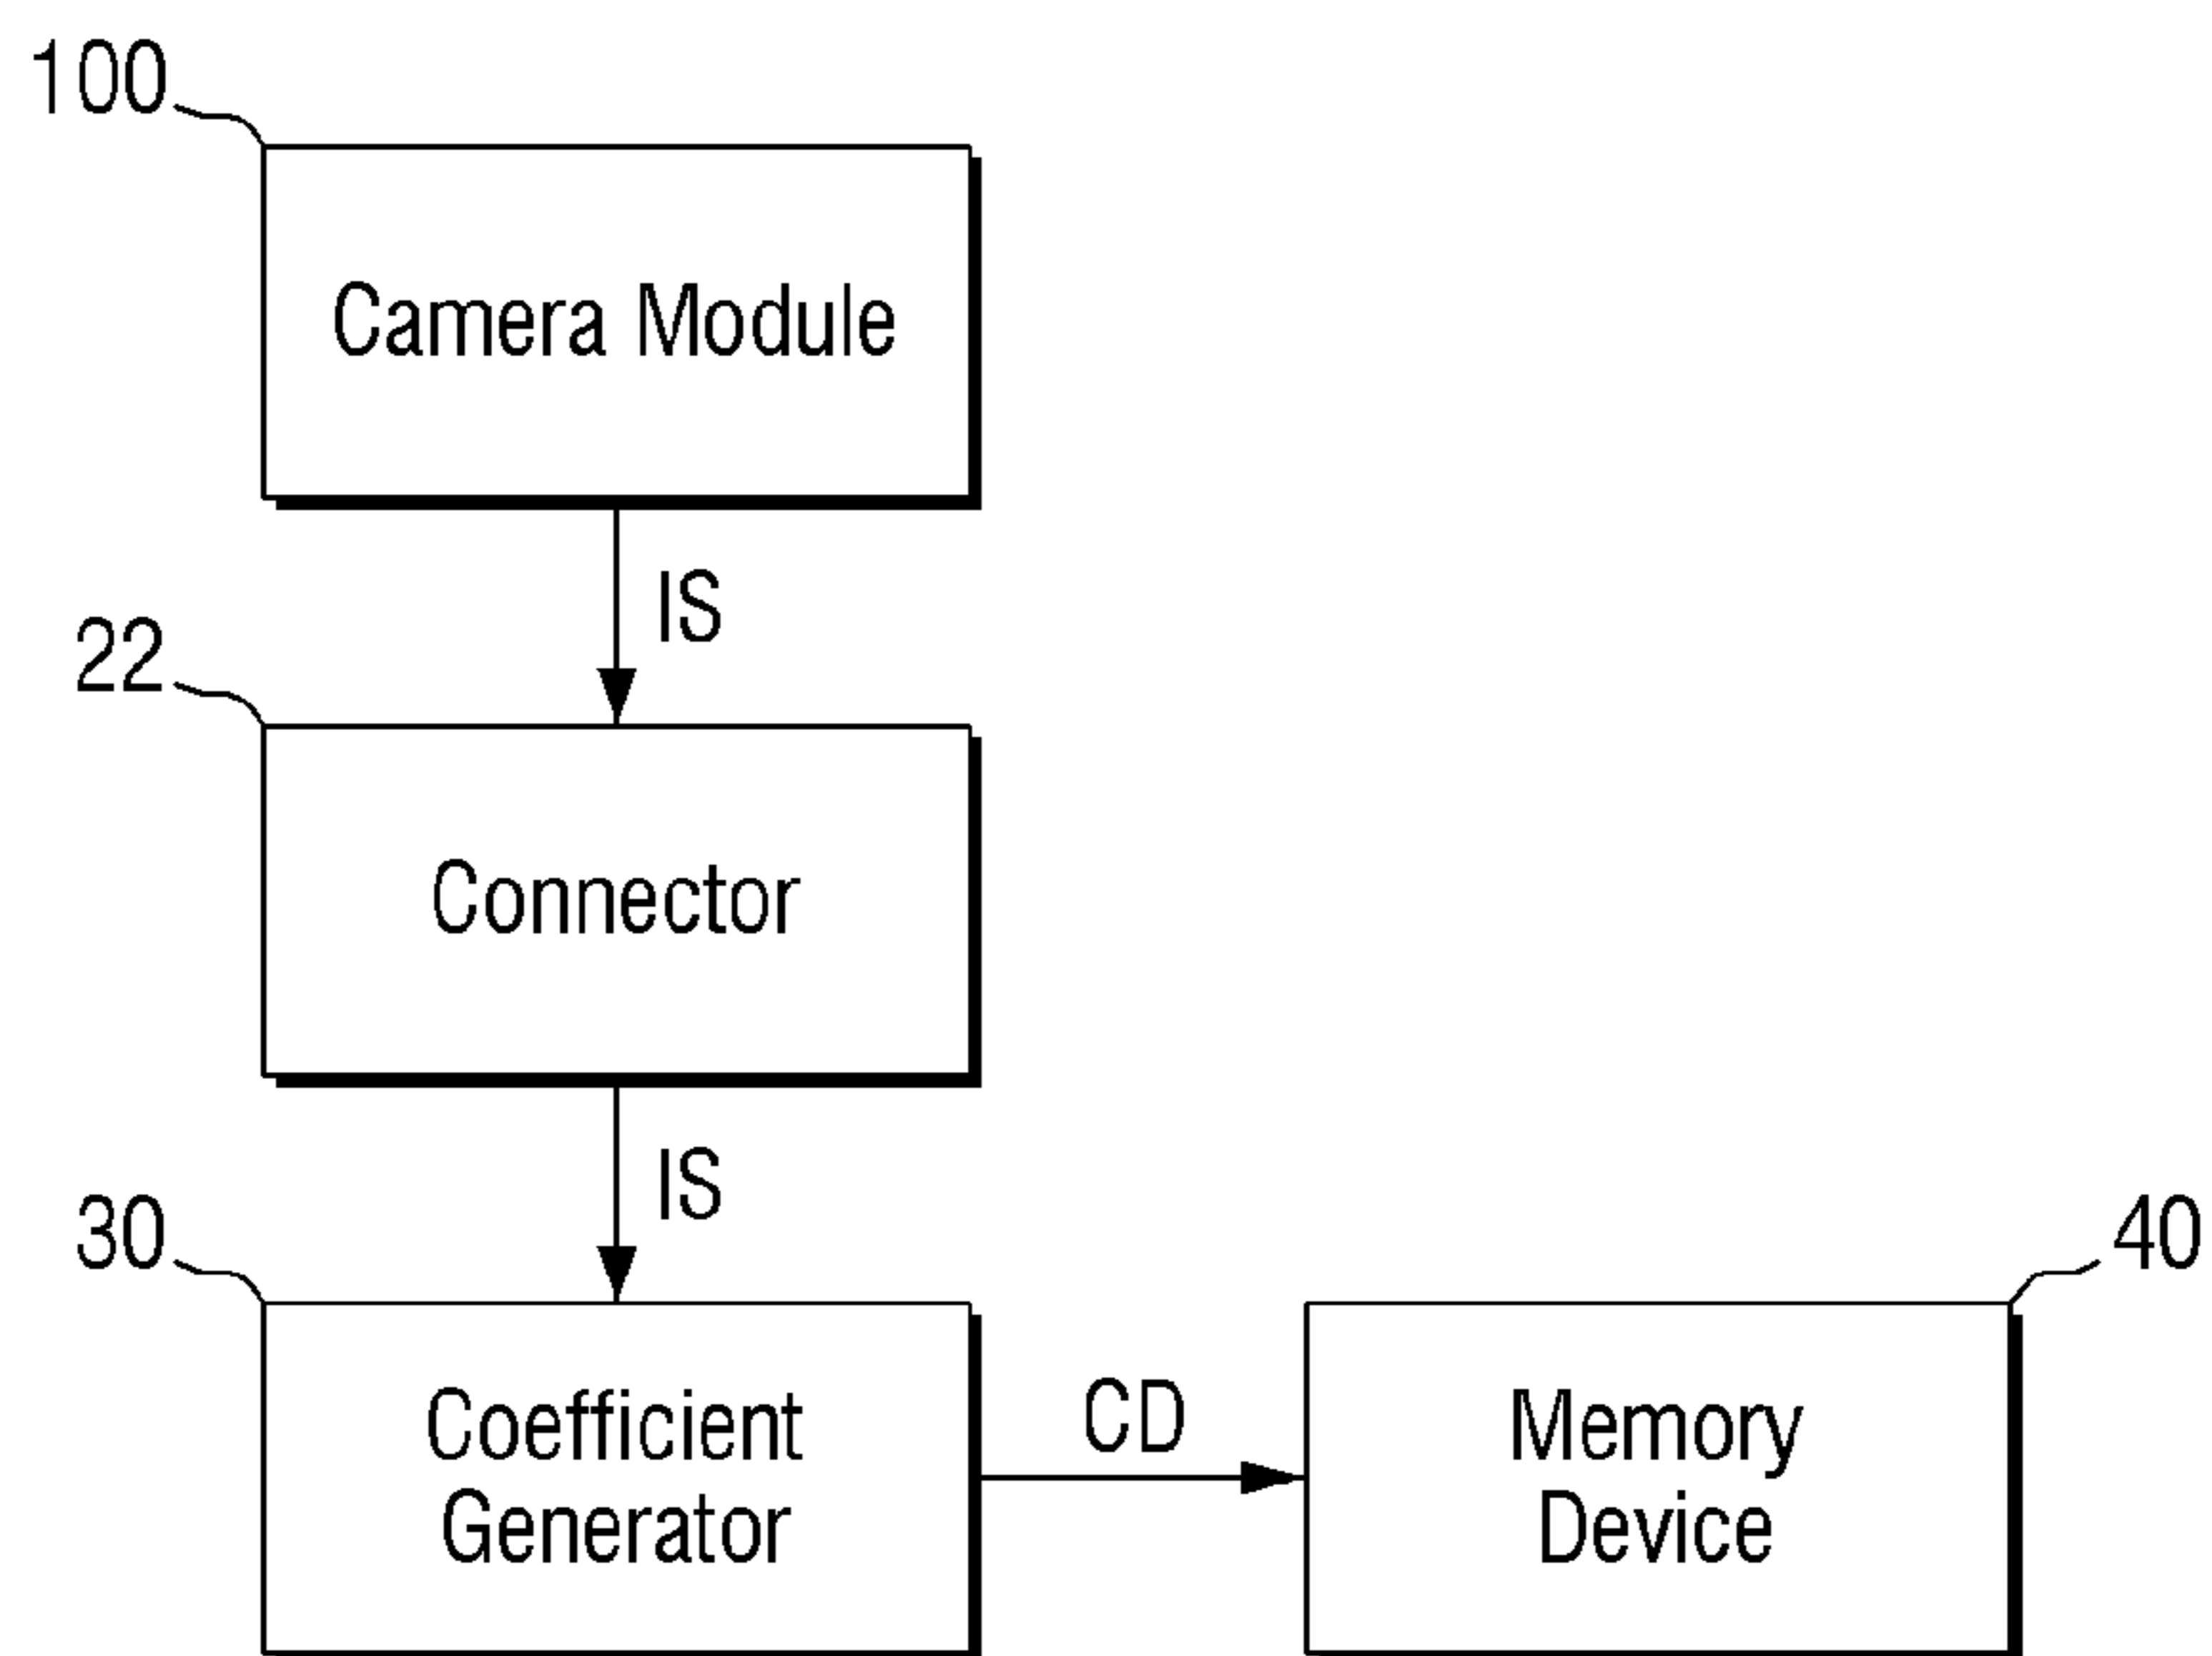 100
Camera Module
IS
22
Connector
IS
30
40
Coefficient
Generator
CD
Memory
Device